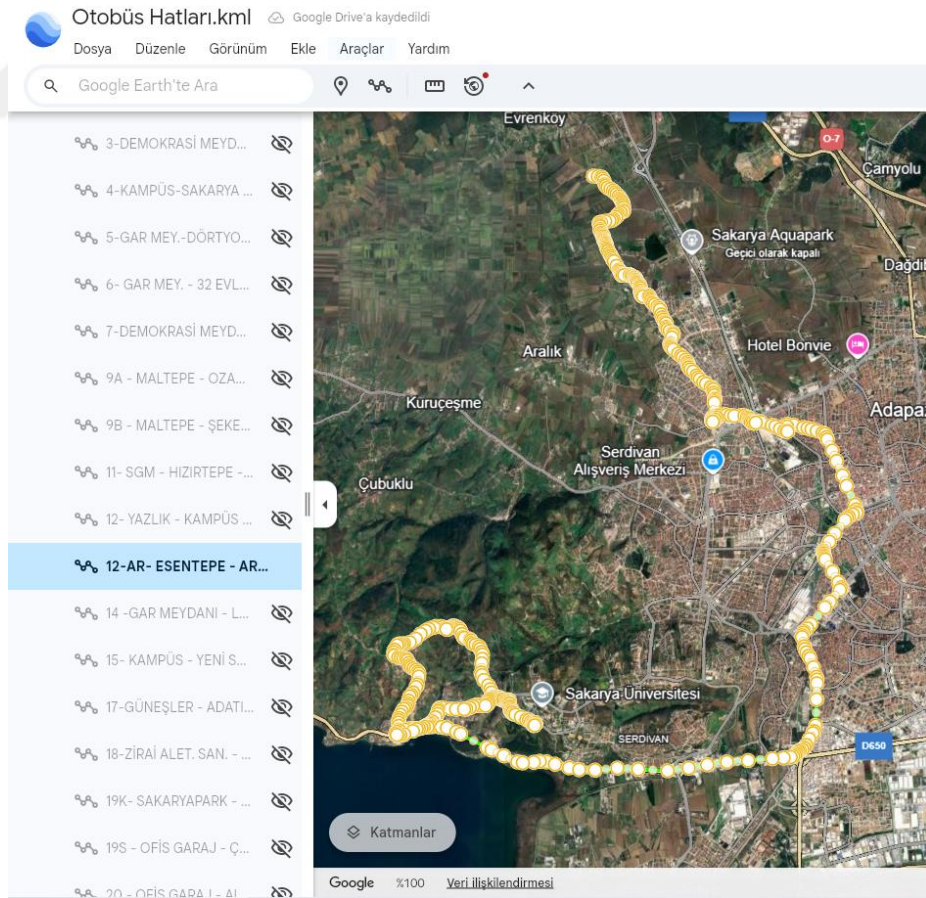 Otobüs Hatları.kml
Google Drive'a kaydedildi
Dosya Düzenle Görünüm Ekle Araçlar Yardım
Google Earth'te Ara
3-DEMOKRASİ MEYD...
4-KAMPÜS-SAKARYA ...
5-GAR MEY.-DÖRTYO...
6- GAR MEY. - 32 EVL...
7-DEMOKRASİ MEYD...
9A - MALTEPE - OZA...
9B - MALTEPE - ŞEKE...
11- SGM - HIZIRTEPE -...
12- YAZLIK - KAMPÜS ...
12-AR- ESENTEPE - AR...
14 -GAR MEYDANI - L...
15- KAMPÜS - YENİ S...
17-GÜNEŞLER - ADATI...
18-ZİRAİ ALET. SAN. - ...
19K- SAKARYAPARK - ...
19S - OFİS GARAJ - Ç...
Evrenköy
O-7
Çamyolu
Sakarya Aquapark
Geçici olarak kapalı
Dağdib
Hotel Bonvie
Aralık
Kuruçeşme
Adapaz
Serdivan
Alışveriş Merkezi
Çubuklu
Sakarya Üniversitesi
SERDİVAN
D650
Katmanlar
Google %100 Veri ilişkilendirmesi